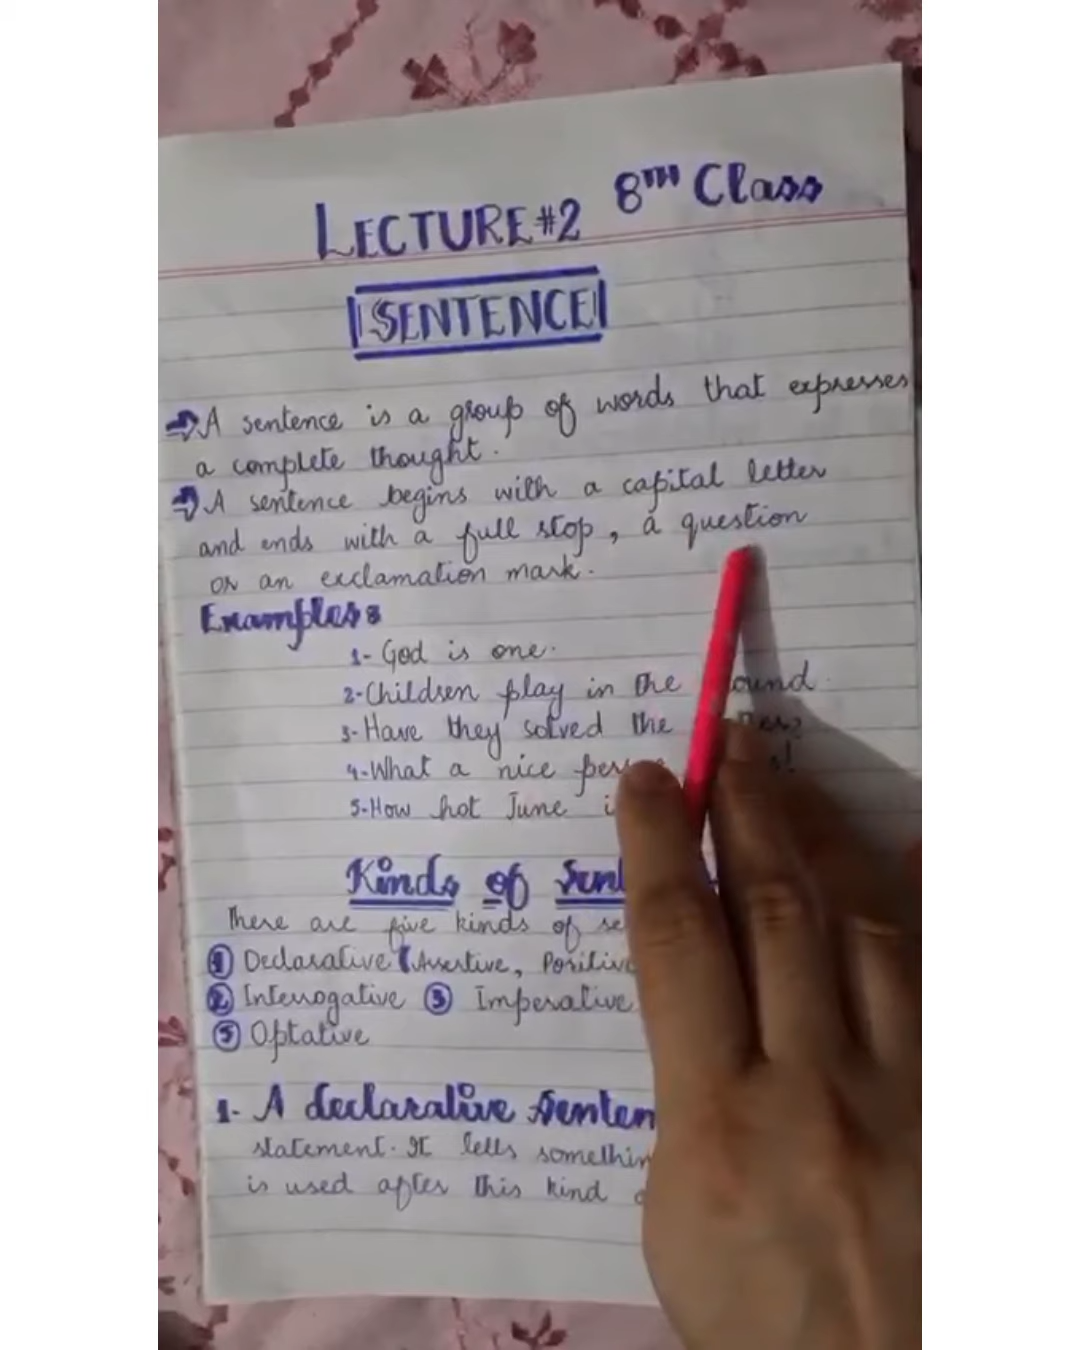 LECTURE#2 8TH Class
SENTENCE
A sentence is a group of words that expresses
a complete thought.
A sentence begins with a capital letter
and ends with a full stop, a question
or an exclamation mark.
Examples:
1- God is one.
2- Children play in the
3- Have they solved the
4- What a nice
5- How hot June
Kinds of
There are five kinds of
① Declarative (Assertive, Positive
② Interrogative ③ Imperative
⑤ Optative
1- A declarative
statement. It tells
is used after this kind